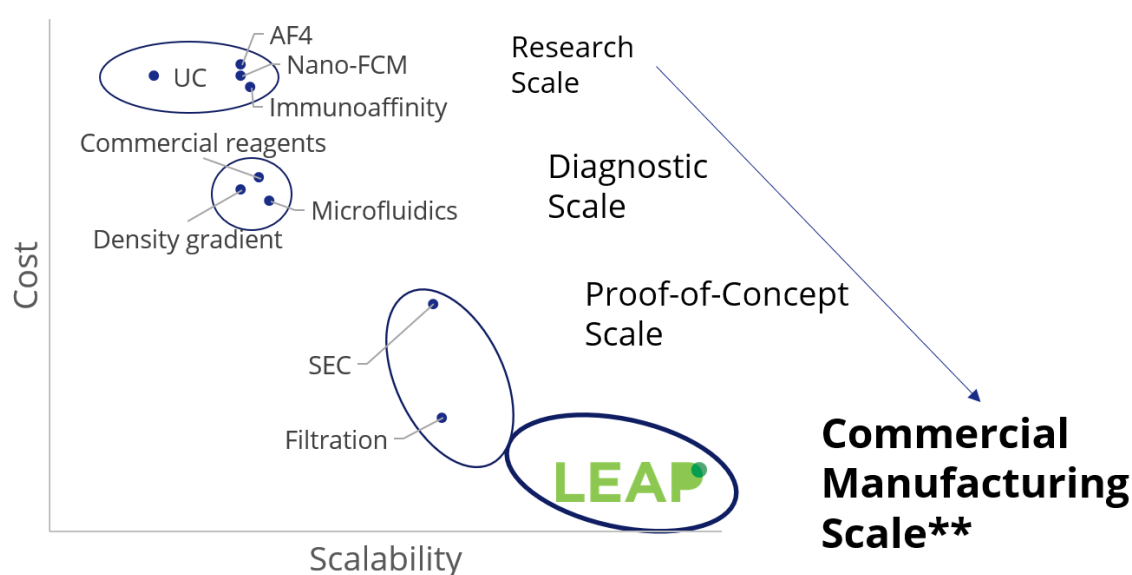 AF4
Nano-FCM
UC
Immunoaffinity
Commercial reagents
Microfluidics
Density gradient
SEC
Filtration
LEAP
Cost
Scalability
Research
Scale
Diagnostic
Scale
Proof-of-Concept
Scale
Commercial
Manufacturing
Scale**